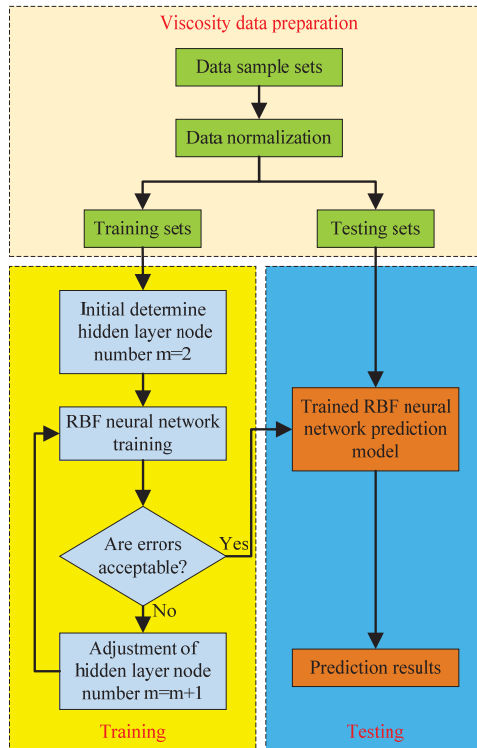 Viscosity data preparation
Data sample sets
Data normalization
Training sets
Testing sets
Initial determine
hidden layer node
number m=2
RBF neural network
training
Are errors
acceptable?
Yes
No
Adjustment of
hidden layer node
number m=m+1
Training
Trained RBF neural
network prediction
model
Prediction results
Testing